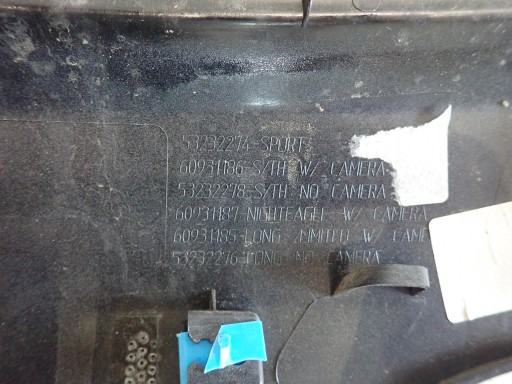 53232274-SPORT
60931186-S/TH W/ CAMERA
53232278-S/TH NO CAMERA
60931187-NIGHTEAGLE W/ CAMERA
60931185-LONG /LIMITED W/ CAME
53232276-LONG NO CAMERA